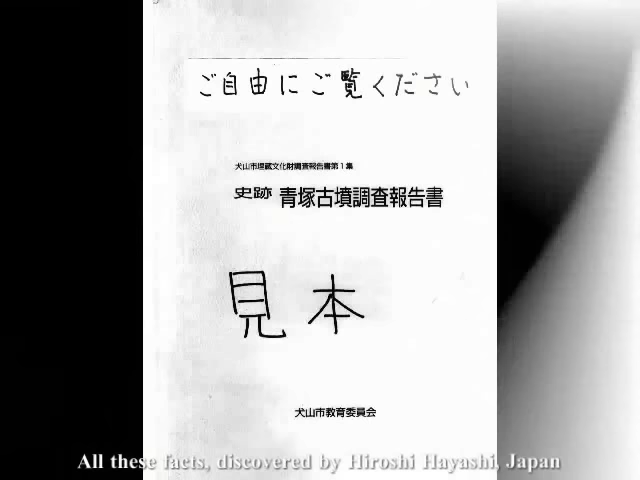 ご自由にご覧ください
犬山市埋蔵文化財調査報告書第1集
史跡 青塚古墳調査報告書
見本
犬山市教育委員会
All these facts, discovered by Hiroshi Hayashi, Japan